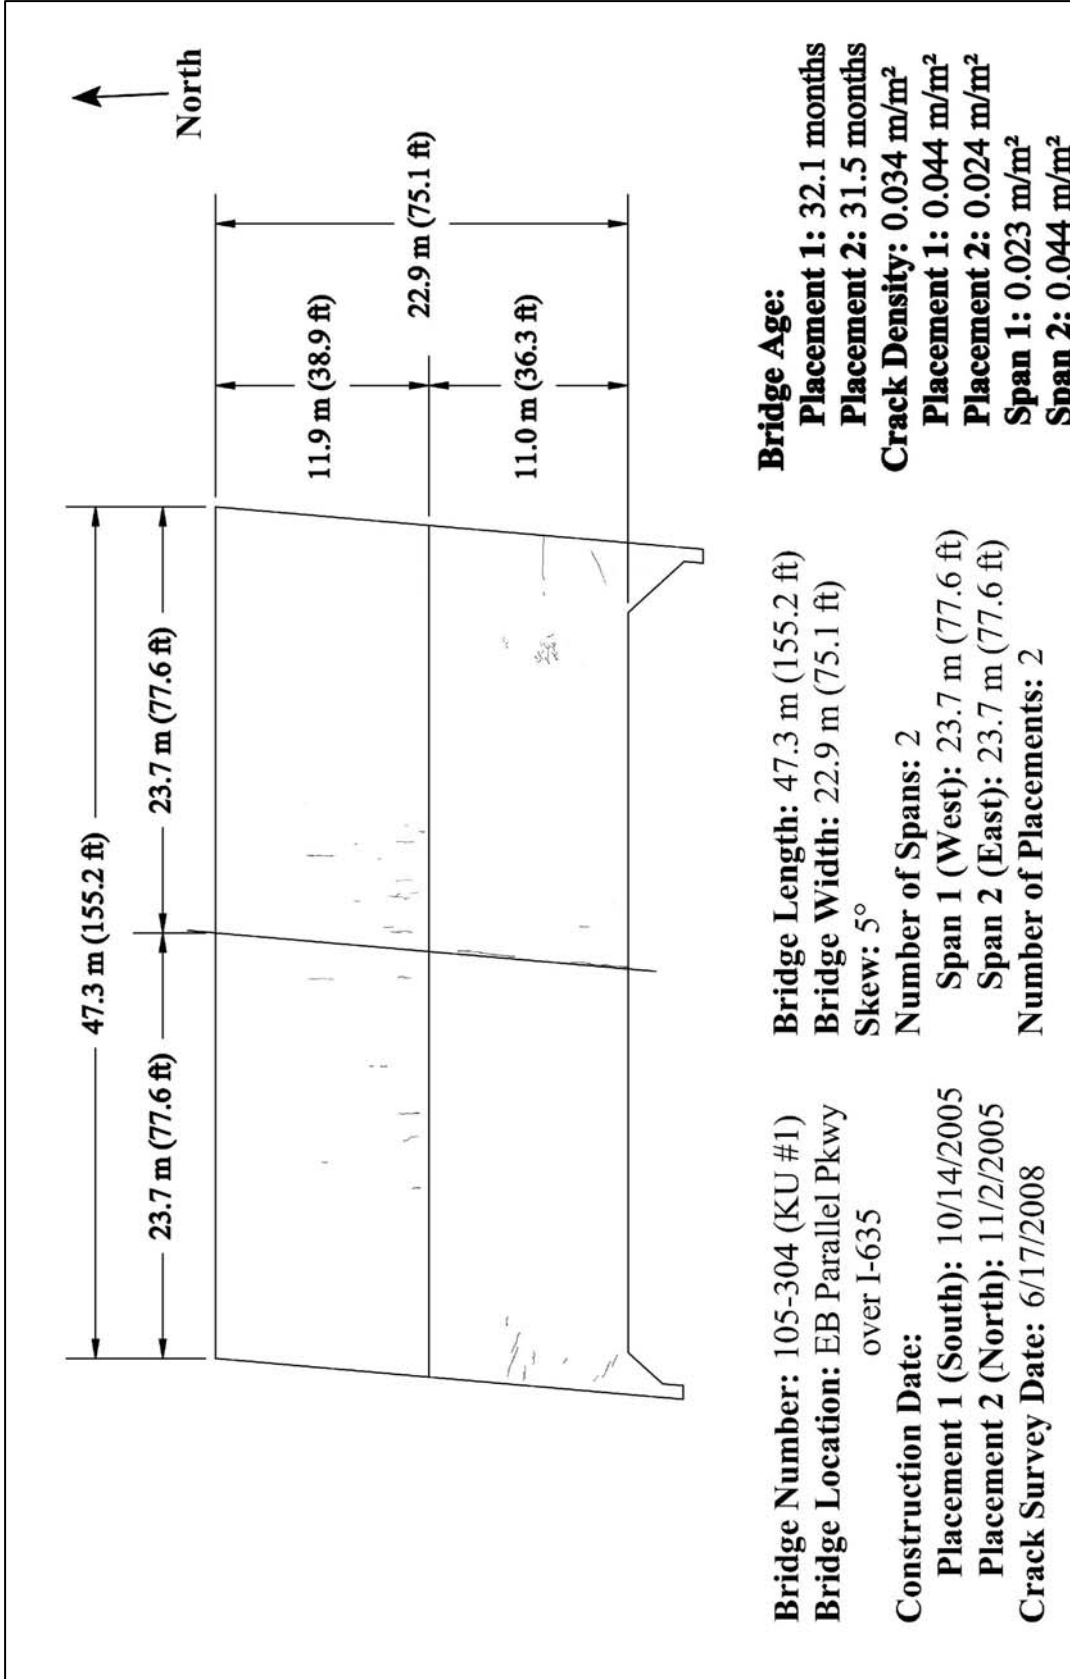 North
47.3 m (155.2 ft)
23.7 m (77.6 ft)
23.7 m (77.6 ft)
11.9 m (38.9 ft)
22.9 m (75.1 ft)
11.0 m (36.3 ft)
Bridge Number: 105-304 (KU #1)
Bridge Location: EB Parallel Pkwy
over I-635
Construction Date:
Placement 1 (South): 10/14/2005
Placement 2 (North): 11/2/2005
Crack Survey Date: 6/17/2008
Bridge Length: 47.3 m (155.2 ft)
Bridge Width: 22.9 m (75.1 ft)
Skew: 5°
Number of Spans: 2
Span 1 (West): 23.7 m (77.6 ft)
Span 2 (East): 23.7 m (77.6 ft)
Number of Placements: 2
Bridge Age:
Placement 1: 32.1 months
Placement 2: 31.5 months
Crack Density: 0.034 m/m²
Placement 1: 0.044 m/m²
Placement 2: 0.024 m/m²
Span 1: 0.023 m/m²
Span 2: 0.044 m/m²